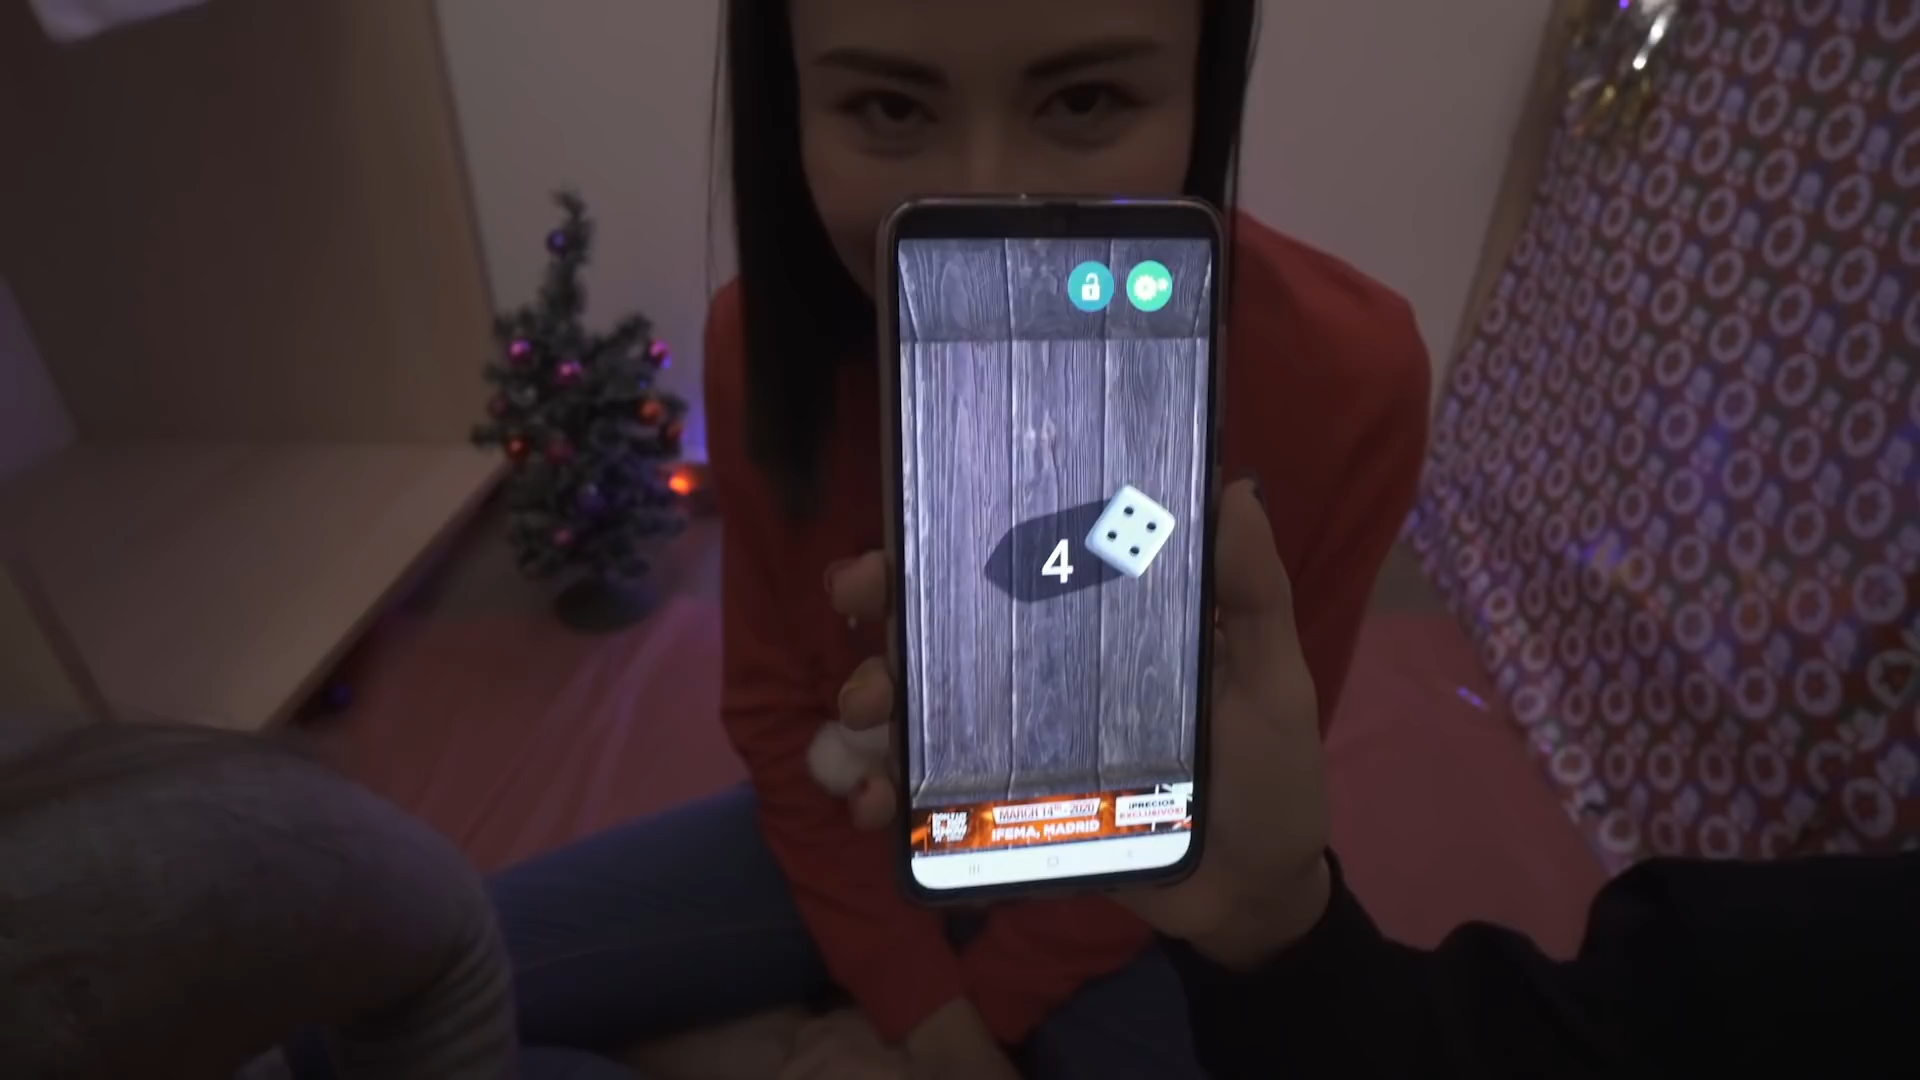 4
MARCH 14TH - 2020
IFEMA, MADRID
¡PRECIOS
EXCLUSIVOS!